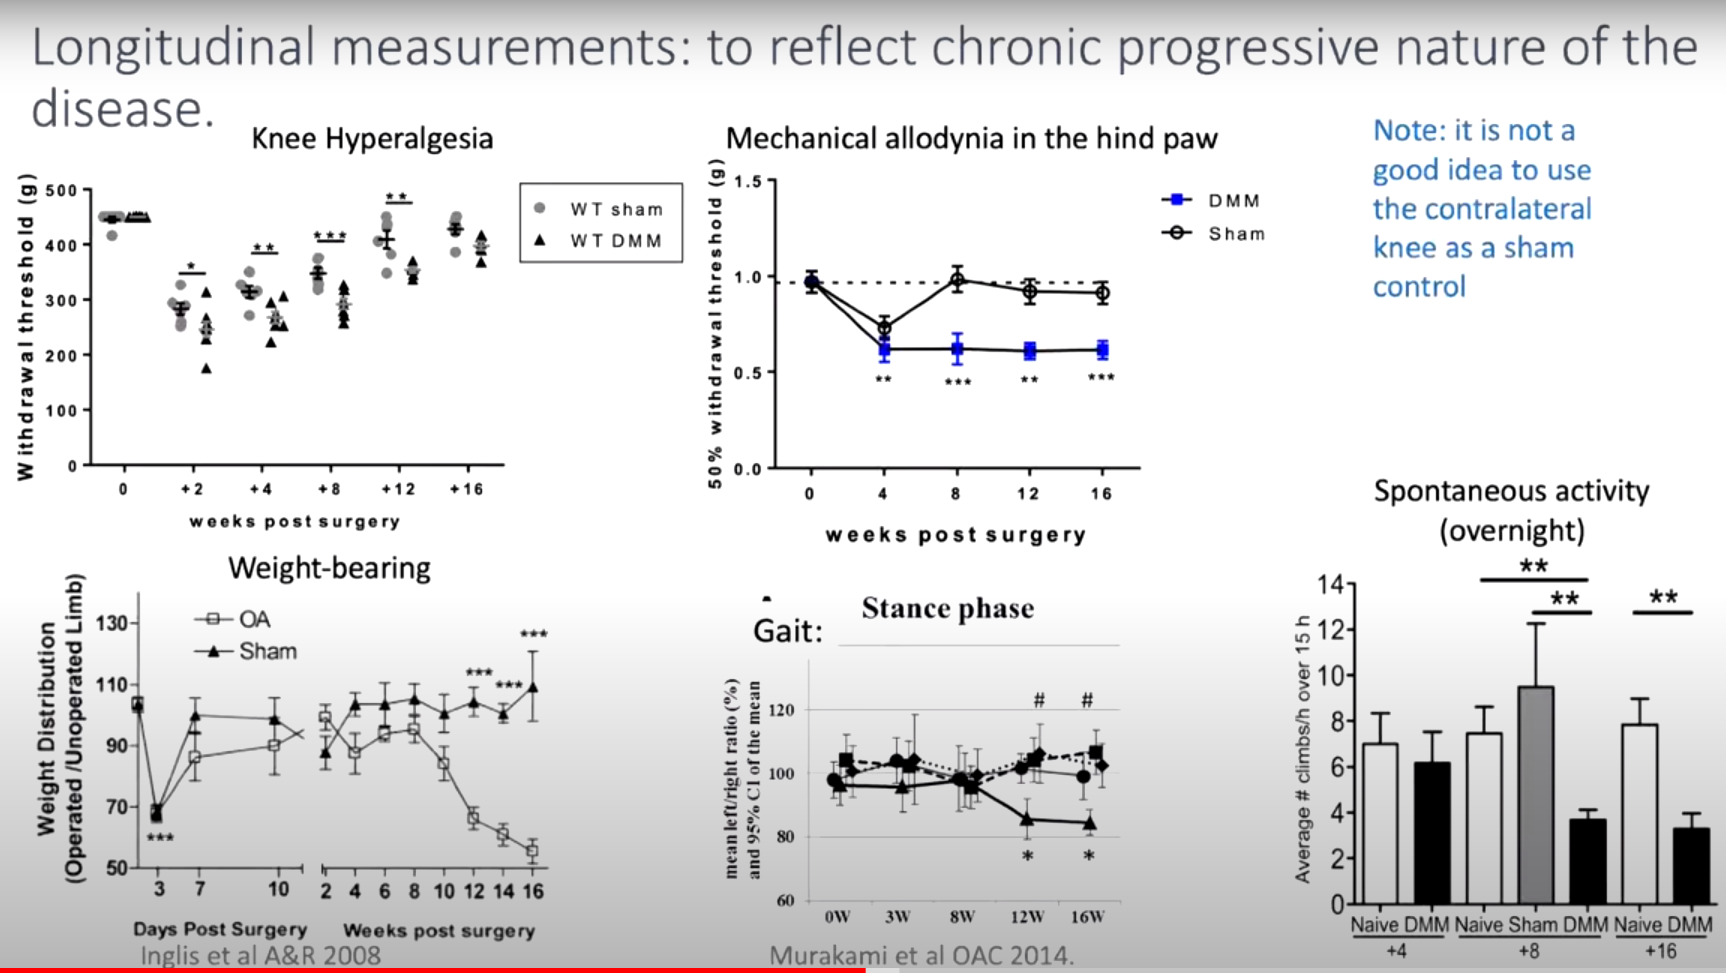 Longitudinal measurements: to reflect chronic progressive nature of the
disease.
Knee Hyperalgesia
Withdrawal threshold (g)
500
400
300
200
100
0
*
**
***
**
WT sham
WT DMM
0
+2
+4
+8
+12
+16
weeks post surgery
Mechanical allodynia in the hind paw
50% withdrawal threshold (g)
1.5
1.0
0.5
0.0
DMM
Sham
**
***
**
***
0
4
8
12
16
weeks post surgery
Note: it is not a
good idea to use
the contralateral
knee as a sham
control
Weight-bearing
Weight Distribution
(Operated /Unoperated Limb)
130
110
90
70
50
OA
Sham
***
***
***
***
3
7
10
2
4
6
8
10
12
14
16
Days Post Surgery
Weeks post surgery
Inglis et al A&R 2008
Gait:
Stance phase
mean left/right ratio (%)
and 95% CI of the mean
120
100
80
60
#
#
*
*
0W
3W
8W
12W
16W
Murakami et al OAC 2014.
Spontaneous activity
(overnight)
Average # climbs/h over 15 h
14
12
10
8
6
4
2
0
**
**
**
Naive DMM Naive Sham DMM Naive DMM
+4
+8
+16